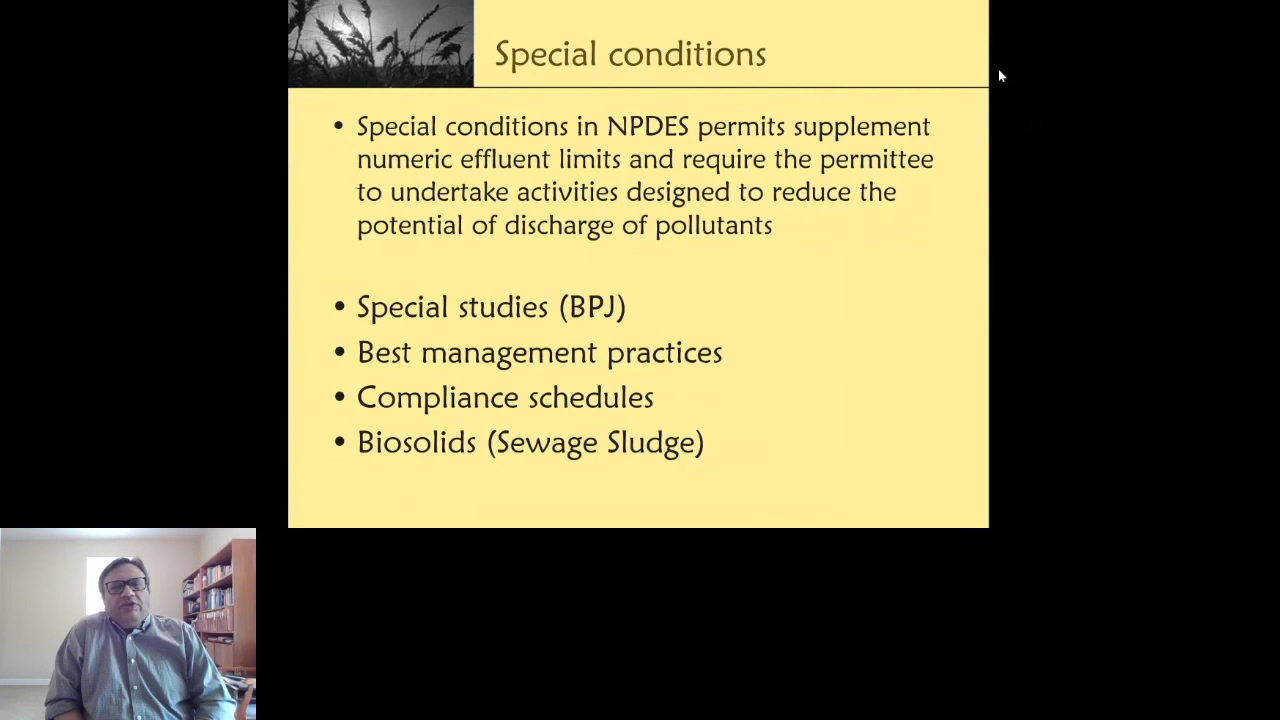 Special conditions
• Special conditions in NPDES permits supplement
numeric effluent limits and require the permittee
to undertake activities designed to reduce the
potential of discharge of pollutants
• Special studies (BPJ)
• Best management practices
• Compliance schedules
• Biosolids (Sewage Sludge)